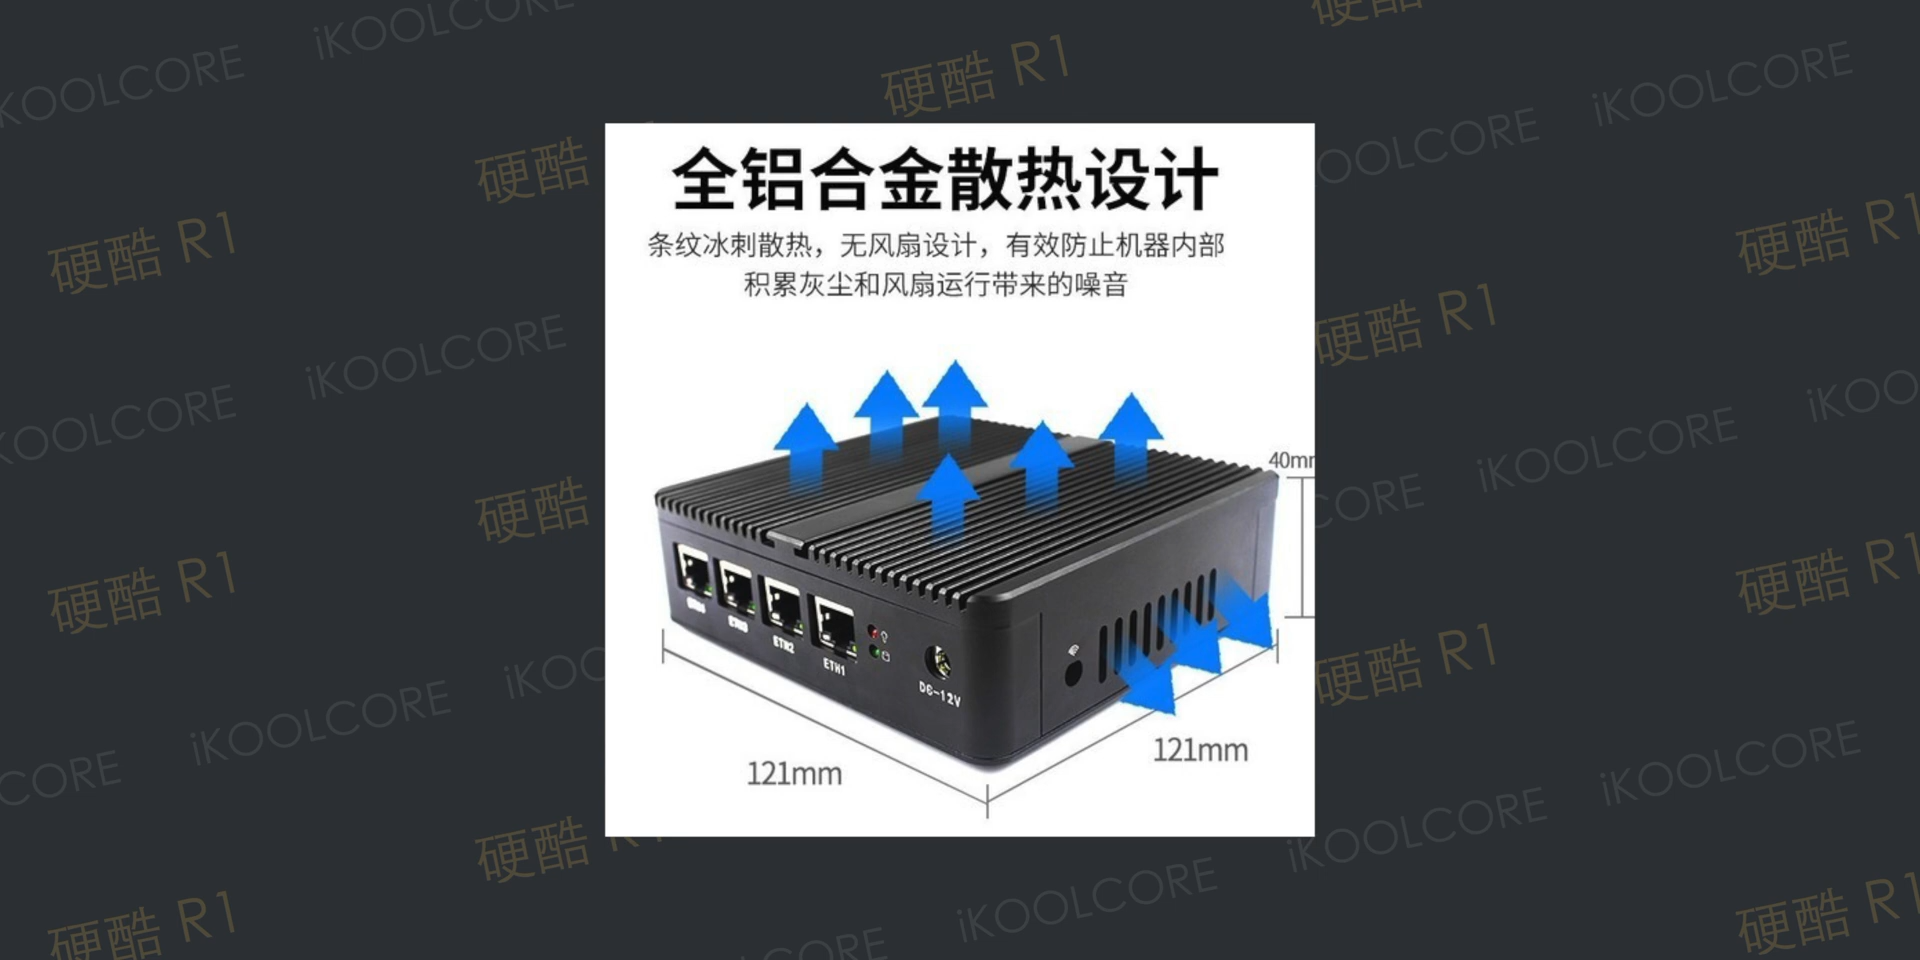 全铝合金散热设计
条纹冰刺散热，无风扇设计，有效防止机器内部
积累灰尘和风扇运行带来的噪音
40mm
ETH4
ETH3
ETH2
ETH1
DC-12V
121mm
121mm
iKOOLCORE
硬酷 R1